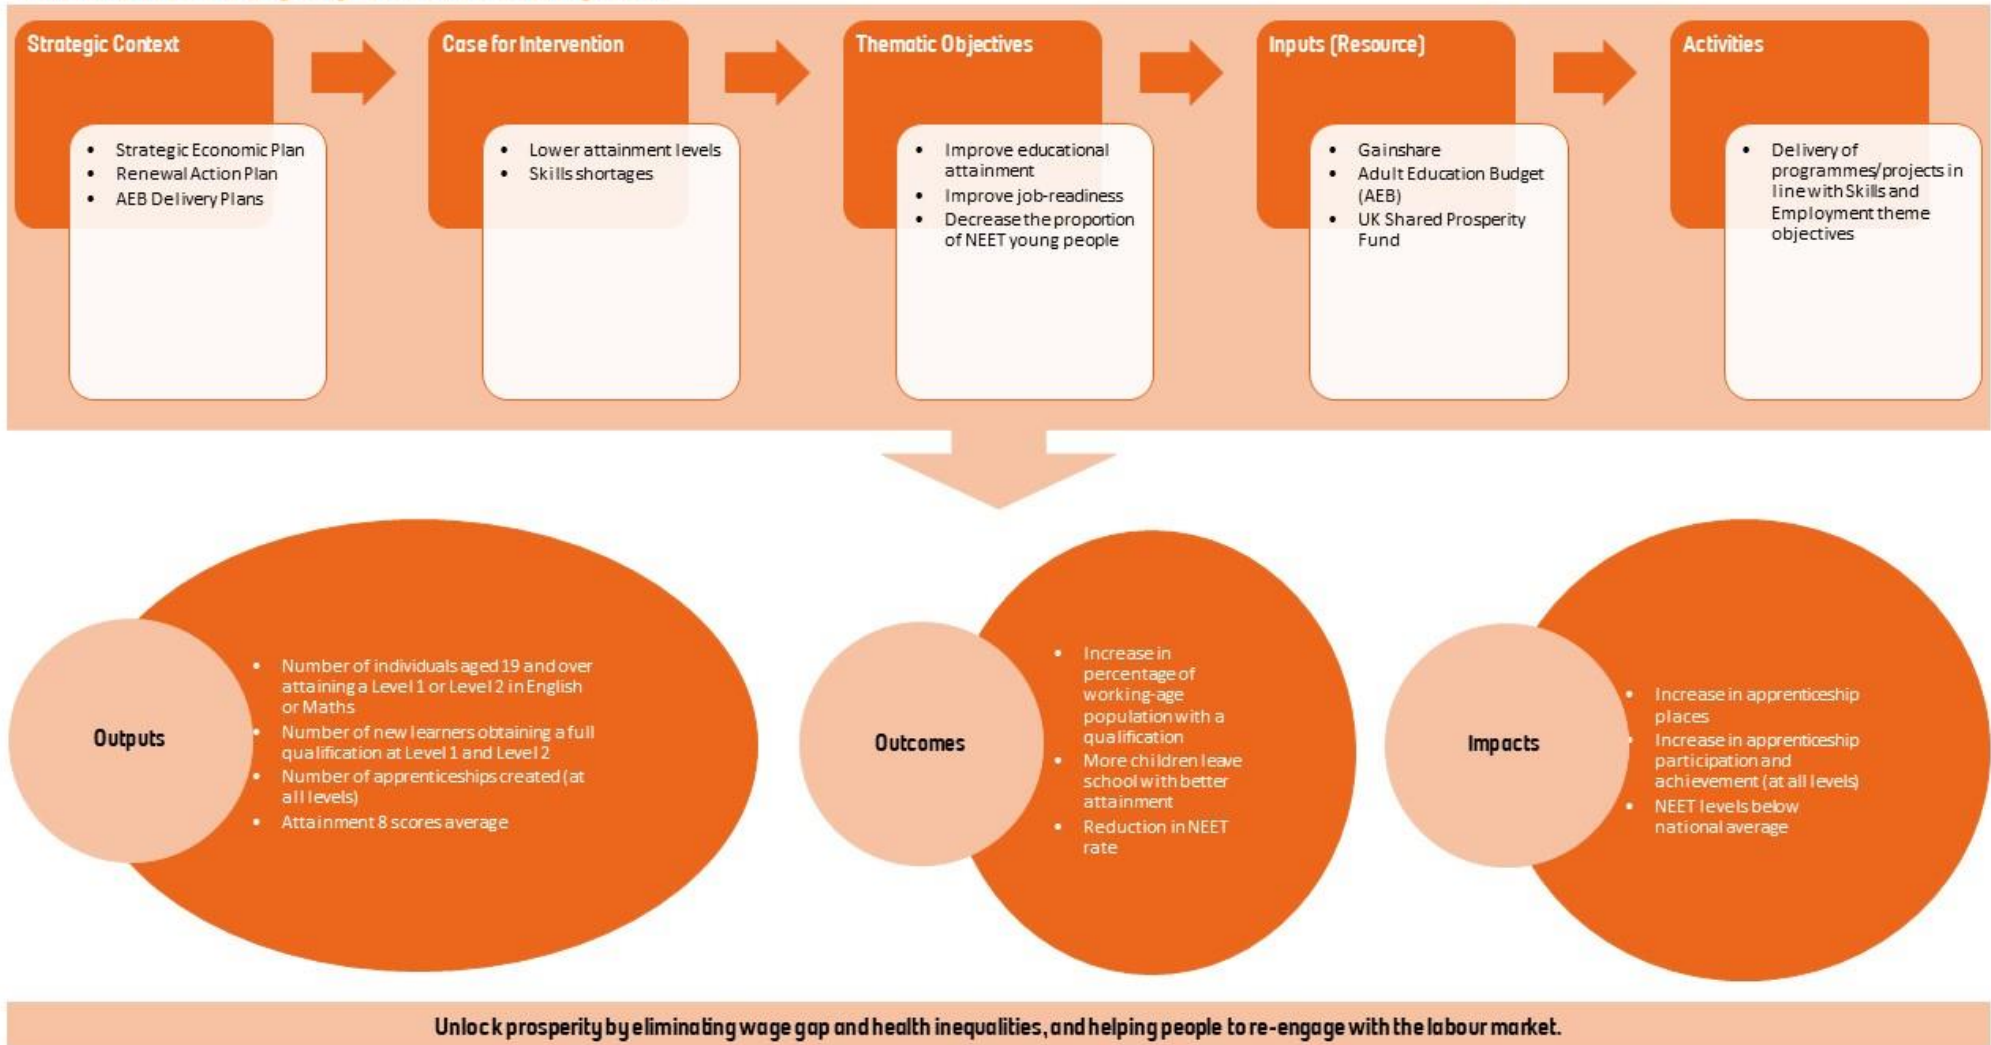 Strategic Context
• Strategic Economic Plan
• Renewal Action Plan
• AEB Delivery Plans
Case for Intervention
• Lower attainment levels
• Skills shortages
Thematic Objectives
• Improve educational
attainment
• Improve job-readiness
• Decrease the proportion
of NEET young people
Inputs (Resource)
• Gainshare
• Adult Education Budget
(AEB)
• UK Shared Prosperity
Fund
Activities
• Delivery of
programmes/projects in
line with Skills and
Employment theme
objectives
Outputs
• Number of individuals aged 19 and over
attaining a Level 1 or Level 2 in English
or Maths
• Number of new learners obtaining a full
qualification at Level 1 and Level 2
• Number of apprenticeships created (at
all levels)
• Attainment 8 scores average
Outcomes
• Increase in
percentage of
working-age
population with a
qualification
• More children leave
school with better
attainment
• Reduction in NEET
rate
Impacts
• Increase in apprenticeship
places
• Increase in apprenticeship
participation and
achievement (at all levels)
• NEET levels below
national average
Unlock prosperity by eliminating wage gap and health inequalities, and helping people to re-engage with the labour market.